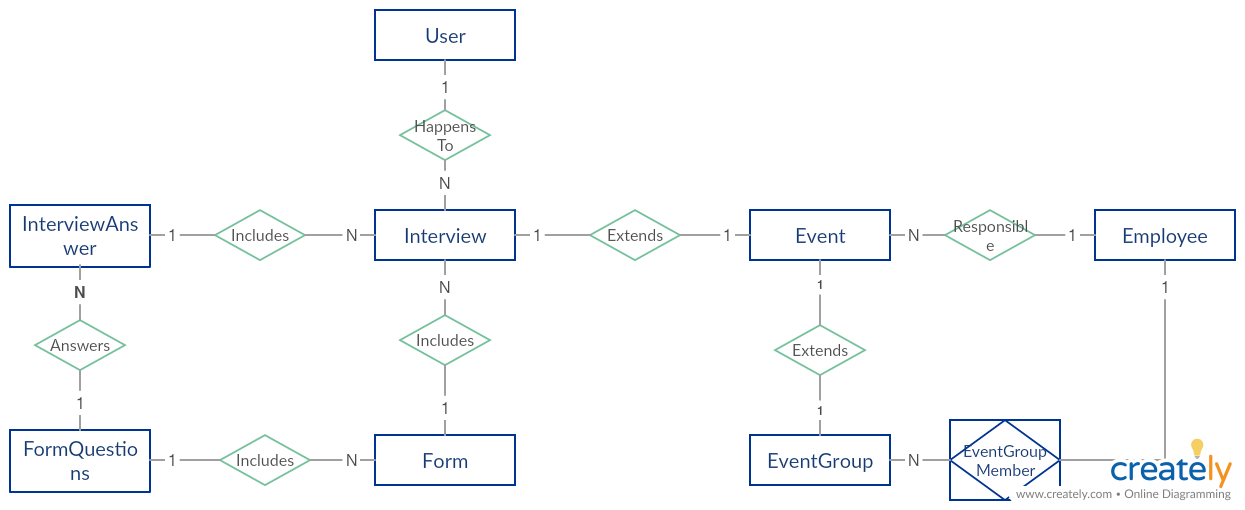 User
1
Happens
To
N
InterviewAns
wer
1
Includes
N
Interview
1
Extends
1
Event
N
Responsibl
e
1
Employee
N
N
1
1
Answers
Includes
Extends
1
1
1
FormQuestio
ns
1
Includes
N
Form
EventGroup
N
EventGroup
Member
creately
www.creately.com • Online Diagramming